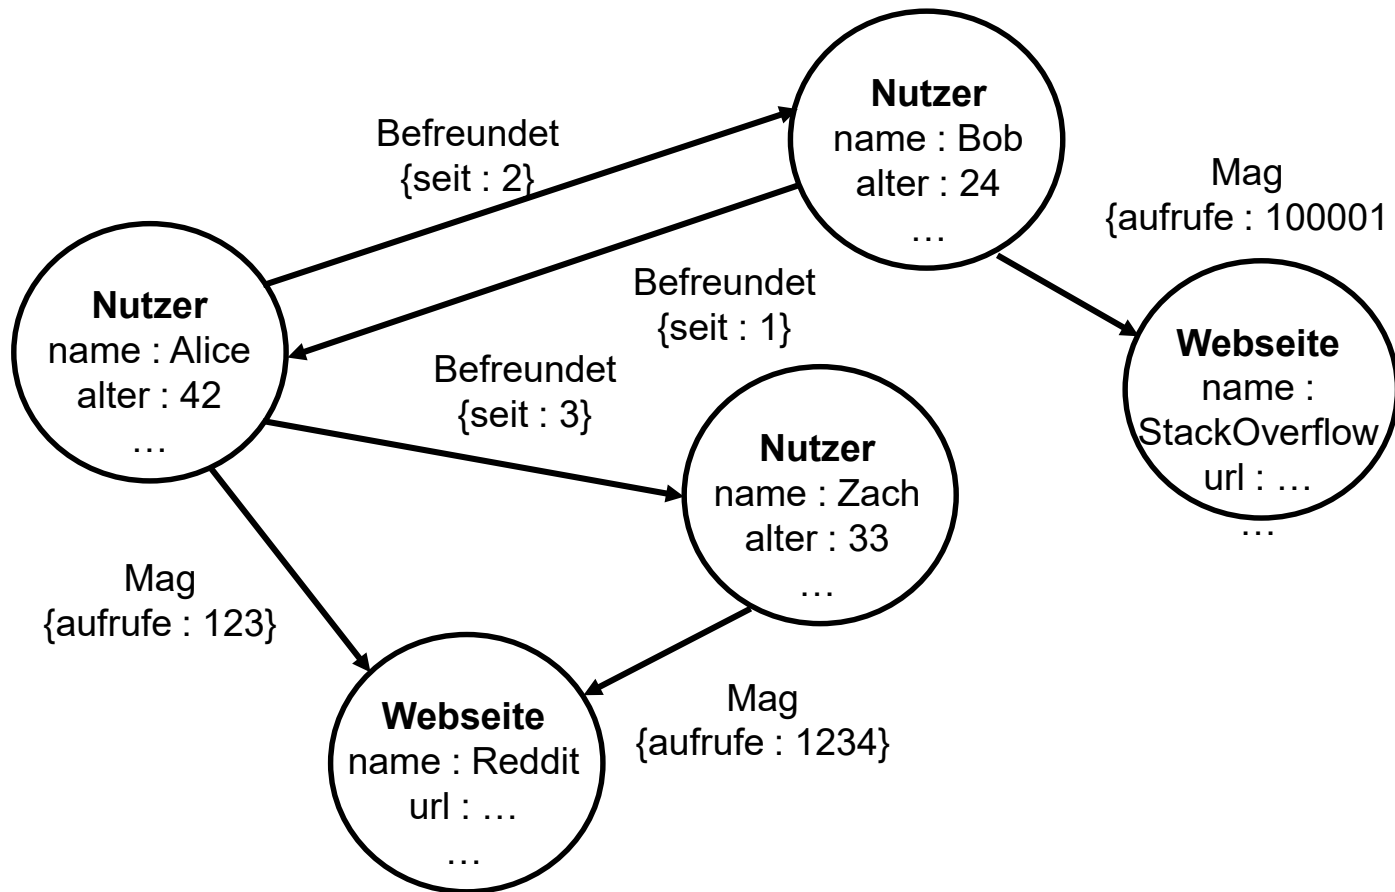 Nutzer
name : Bob
alter : 24
…
Befreundet
{seit : 2}
Mag
{aufrufe : 100001
Befreundet
{seit : 1}
Nutzer
name : Alice
alter : 42
…
Webseite
name :
StackOverflow
url : …
…
Befreundet
{seit : 3}
Nutzer
name : Zach
alter : 33
…
Mag
{aufrufe : 123}
Mag
{aufrufe : 1234}
Webseite
name : Reddit
url : …
…